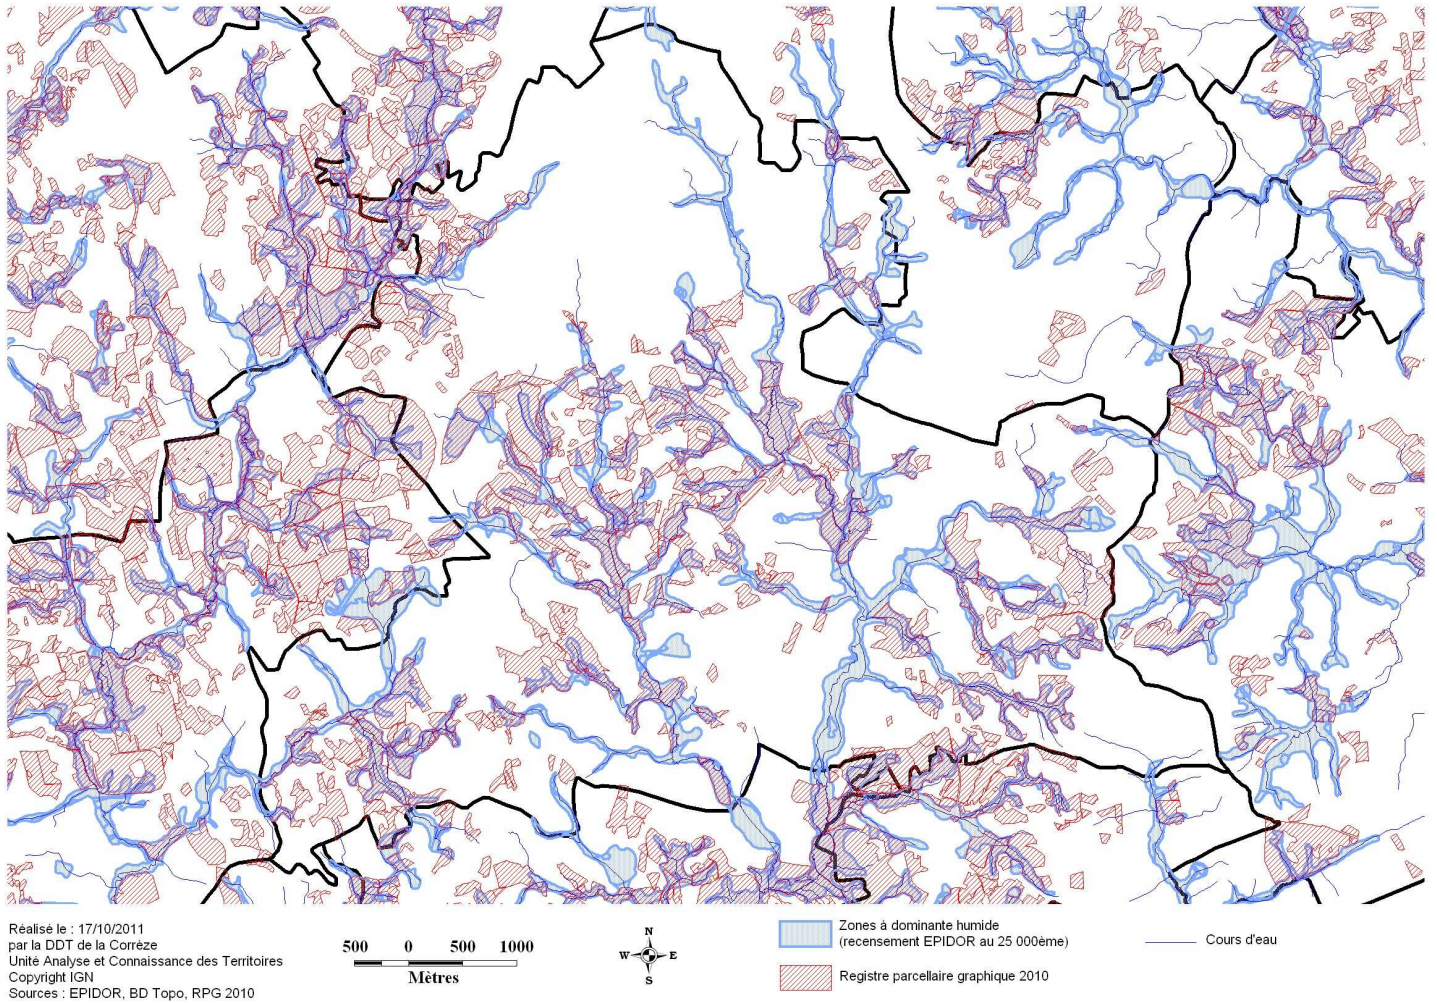 Réalisé le : 17/10/2011
par la DDT de la Corrèze
Unité Analyse et Connaissance des Territoires
Copyright IGN
Sources : EPIDOR, BD Topo, RPG 2010
500 0 500 1000
Mètres
N
W E
S
Zones à dominante humide
(recensement EPIDOR au 25 000ème)
Registre parcellaire graphique 2010
Cours d'eau